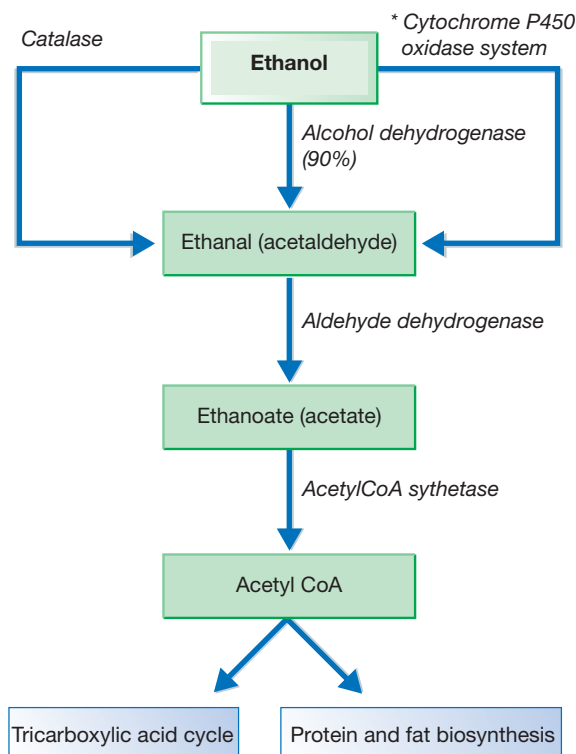 Catalase
* Cytochrome P450
oxidase system
Ethanol
Alcohol dehydrogenase
(90%)
Ethanal (acetaldehyde)
Aldehyde dehydrogenase
Ethanoate (acetate)
AcetylCoA sythetase
Acetyl CoA
Tricarboxylic acid cycle
Protein and fat biosynthesis